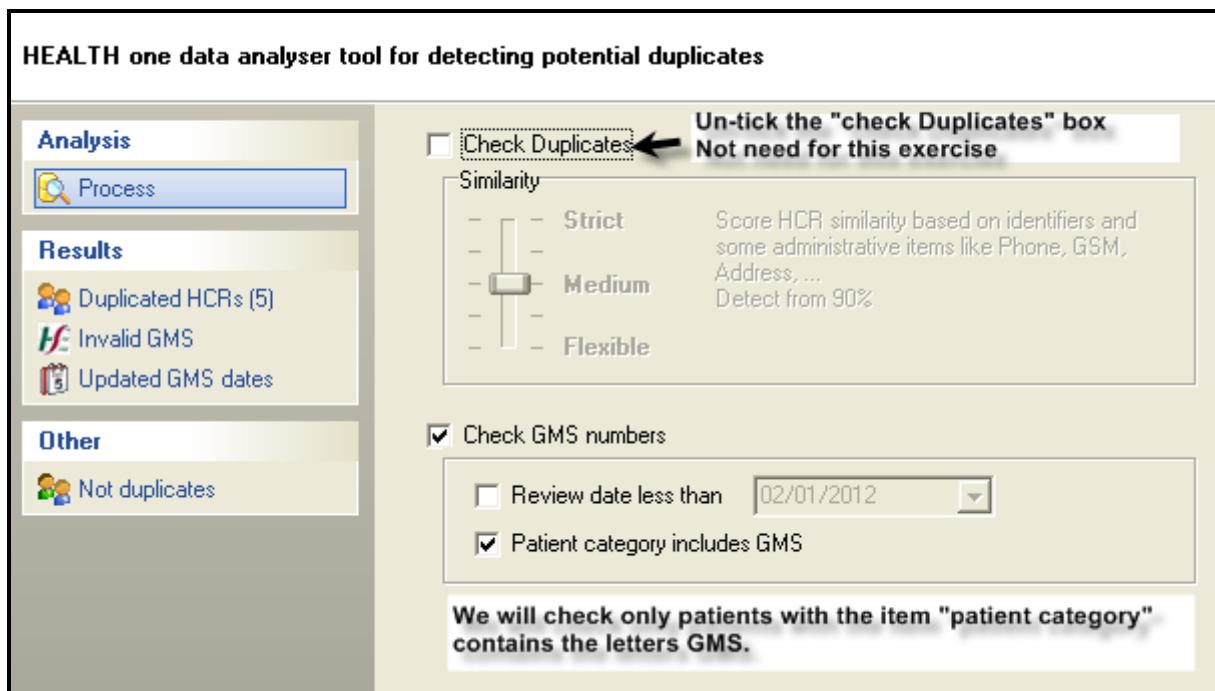 HEALTH one data analyser tool for detecting potential duplicates
Analysis
Process
Results
Duplicated HCRs (5)
Invalid GMS
Updated GMS dates
Other
Not duplicates
Check Duplicates
Un-tick the "check Duplicates" box
Not need for this exercise
Similarity
Strict
Medium
Flexible
Score HCR similarity based on identifiers and
some administrative items like Phone, GSM,
Address, ...
Detect from 90%
Check GMS numbers
Review date less than 02/01/2012
Patient category includes GMS
We will check only patients with the item "patient category"
contains the letters GMS.